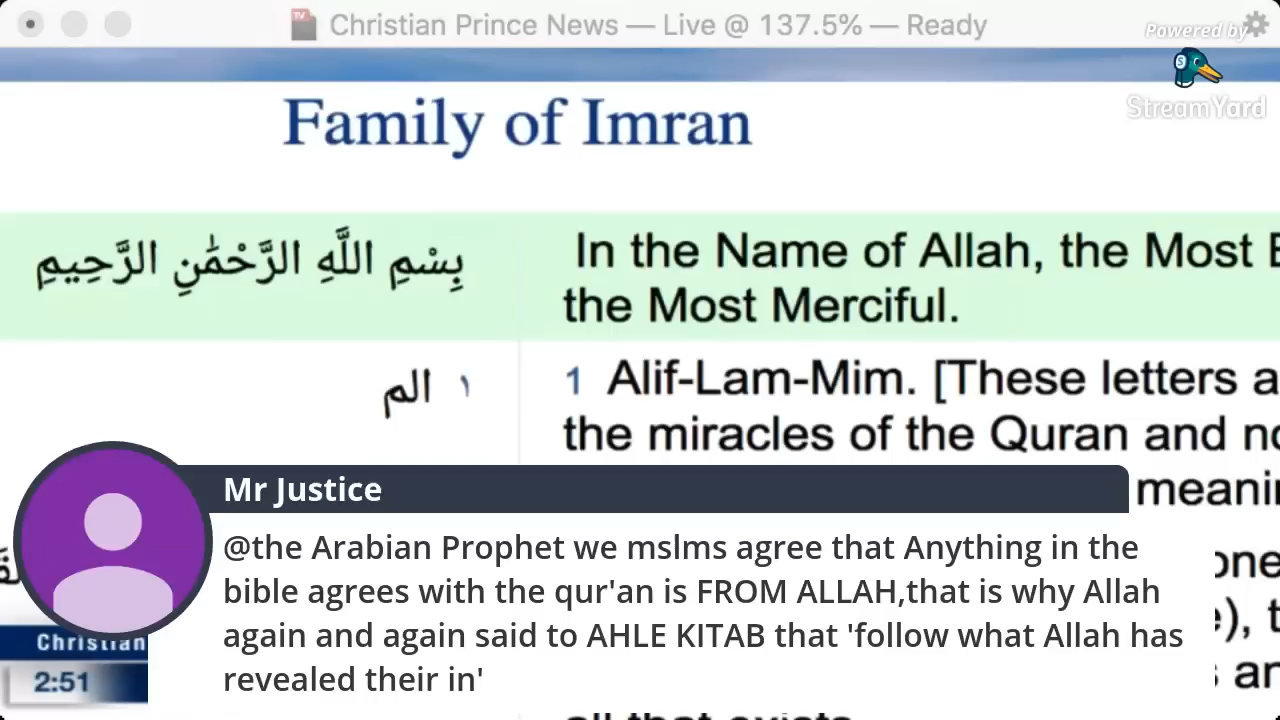 Christian Prince News — Live @ 137.5% — Ready
Powered by
StreamYard
Family of Imran
بِسْمِ اللَّهِ الرَّحْمَٰنِ الرَّحِيمِ
In the Name of Allah, the Most
the Most Merciful.
١ الم
1 Alif-Lam-Mim. [These letters
the miracles of the Quran and
Mr Justice
@the Arabian Prophet we mslms agree that Anything in the
bible agrees with the qur'an is FROM ALLAH,that is why Allah
again and again said to AHLE KITAB that 'follow what Allah has
revealed their in'
Christian
2:51
all that exists